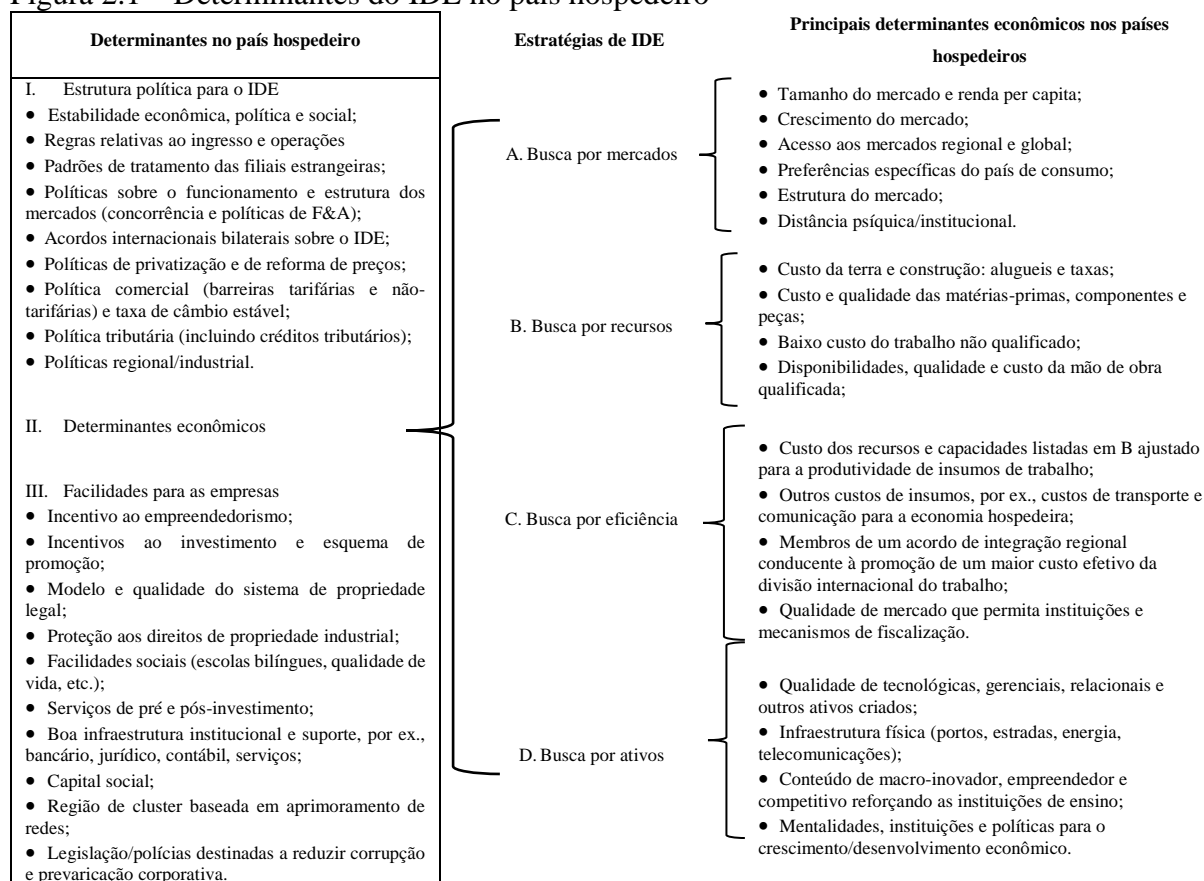 Figura 2.1 – Determinantes do IDE no país hospedeiro
Determinantes no país hospedeiro
I. Estrutura política para o IDE
• Estabilidade econômica, política e social;
• Regras relativas ao ingresso e operações
• Padrões de tratamento das filiais estrangeiras;
• Políticas sobre o funcionamento e estrutura dos
mercados (concorrência e políticas de F&A);
• Acordos internacionais bilaterais sobre o IDE;
• Políticas de privatização e de reforma de preços;
• Política comercial (barreiras tarifárias e não-
tarifárias) e taxa de câmbio estável;
• Política tributária (incluindo créditos tributários);
• Políticas regional/industrial.
II. Determinantes econômicos
III. Facilidades para as empresas
• Incentivo ao empreendedorismo;
• Incentivos ao investimento e esquema de
promoção;
• Modelo e qualidade do sistema de propriedade
legal;
• Proteção aos direitos de propriedade industrial;
• Facilidades sociais (escolas bilíngues, qualidade de
vida, etc.);
• Serviços de pré e pós-investimento;
• Boa infraestrutura institucional e suporte, por ex.,
bancário, jurídico, contábil, serviços;
• Capital social;
• Região de cluster baseada em aprimoramento de
redes;
• Legislação/polícias destinadas a reduzir corrupção
e prevaricação corporativa.
Estratégias de IDE
A. Busca por mercados
B. Busca por recursos
C. Busca por eficiência
D. Busca por ativos
Principais determinantes econômicos nos países
hospedeiros
• Tamanho do mercado e renda per capita;
• Crescimento do mercado;
• Acesso aos mercados regional e global;
• Preferências específicas do país de consumo;
• Estrutura do mercado;
• Distância psíquica/institucional.
• Custo da terra e construção: alugueis e taxas;
• Custo e qualidade das matérias-primas, componentes e
peças;
• Baixo custo do trabalho não qualificado;
• Disponibilidades, qualidade e custo da mão de obra
qualificada;
• Custo dos recursos e capacidades listadas em B ajustado
para a produtividade de insumos de trabalho;
• Outros custos de insumos, por ex., custos de transporte e
comunicação para a economia hospedeira;
• Membros de um acordo de integração regional
conducente à promoção de um maior custo efetivo da
divisão internacional do trabalho;
• Qualidade de mercado que permita instituições e
mecanismos de fiscalização.
• Qualidade de tecnológicas, gerenciais, relacionais e
outros ativos criados;
• Infraestrutura física (portos, estradas, energia,
telecomunicações);
• Conteúdo de macro-inovador, empreendedor e
competitivo reforçando as instituições de ensino;
• Mentalidades, instituições e políticas para o
crescimento/desenvolvimento econômico.